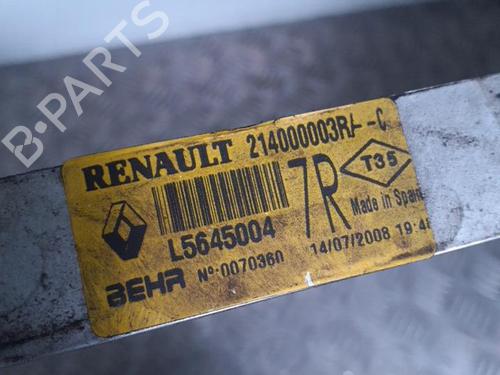 B-Parts
RENAULT 214000003R/--C
7R
T35
Made in Spain
L5645004
14/07/2008 19:4
BEHR Nº:0070360